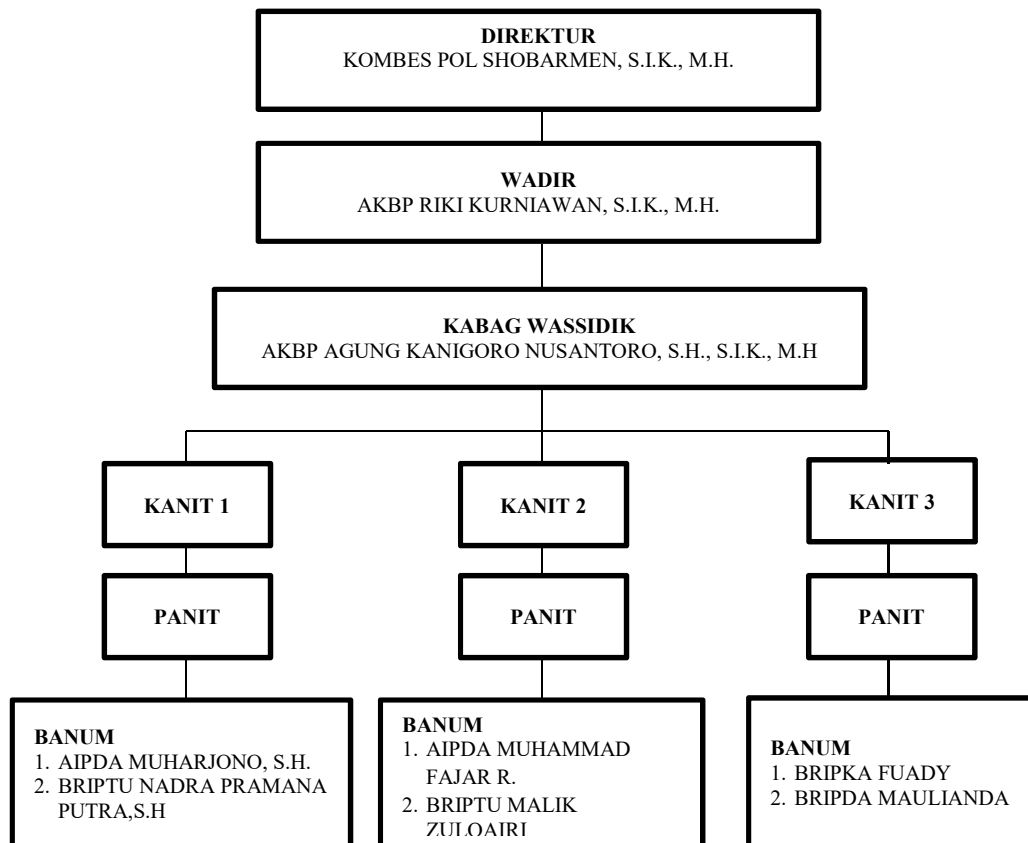 DIREKTUR
KOMBES POL SHOBARMEN, S.I.K., M.H.
WADIR
AKBP RIKI KURNIAWAN, S.I.K., M.H.
KABAG WASSIDIK
AKBP AGUNG KANIGORO NUSANTORO, S.H., S.I.K., M.H
KANIT 1
KANIT 2
KANIT 3
PANIT
PANIT
PANIT
BANUM
1. AIPDA MUHARJONO, S.H.
2. BRIPTU NADRA PRAMANA
PUTRA,S.H
BANUM
1. AIPDA MUHAMMAD
FAJAR R.
2. BRIPTU MALIK
BANUM
1. BRIPKA FUADY
2. BRIPDA MAULIANDA